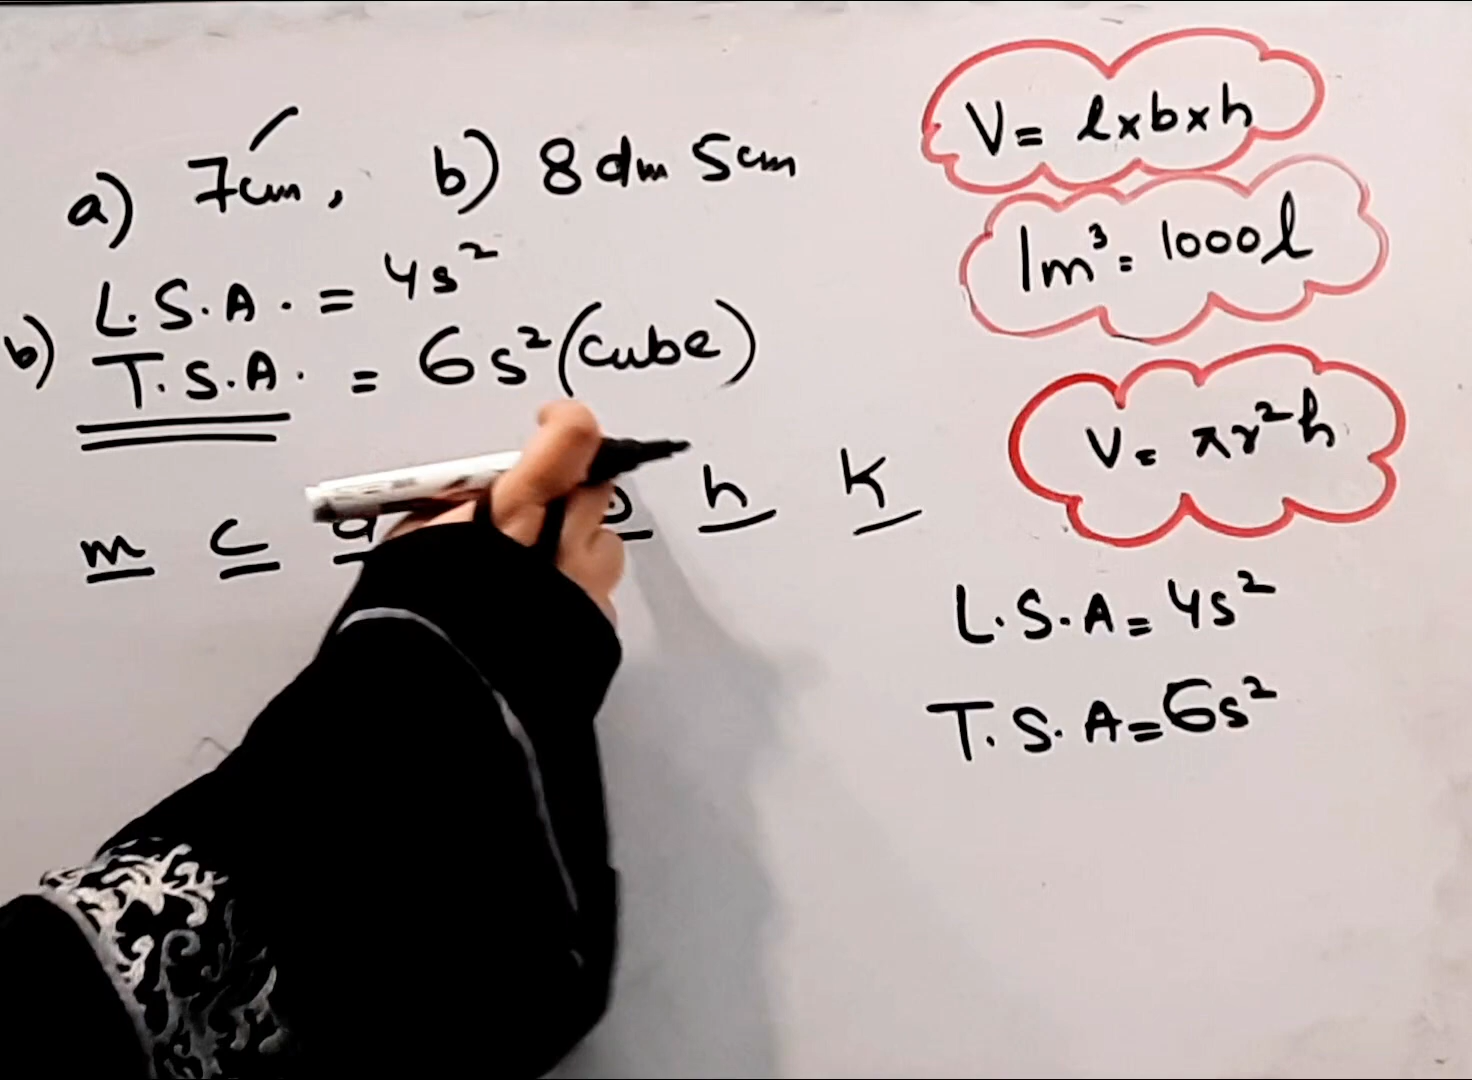 a) 7cm, b) 8 dm 5cm
L.S.A. = 4s²
b) T.S.A. = 6s² (cube)
m c d D h k
V = l×b×h
1m³ = 1000l
V = πr²h
L.S.A = 4s²
T.S.A = 6s²